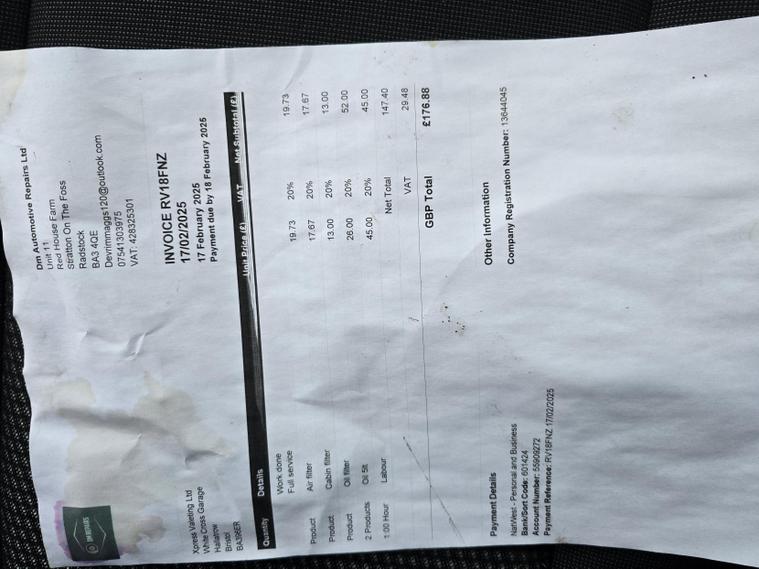 Dm Automotive Repairs Ltd
Unit 11
Red House Farm
Stratton On The Foss
Radstock
BA3 4QE
Devrimmaggs120@outlook.com
07541303975
VAT: 428325301
Xpress Valeting Ltd
White Cross Garage
Hallatrow
Bristol
INVOICE RV18FNZ
17/02/2025
17 February 2025
Payment due by 18 February 2025
Quantity Details Unit Price (£) VAT Net Subtotal (£)
Work done
Full service
Product Air filter 19.73 20% 19.73
Product Cabin filter 17.67 20% 17.67
Product Oil filter 13.00 20% 13.00
2 Products Oil 5lt 26.00 20% 52.00
1:00 Hour Labour 45.00 20% 45.00
Net Total 147.40
VAT 29.48
GBP Total £176.88
Payment Details
NatWest - Personal and Business
Bank/Sort Code: 601424
Account Number: 55909272
Payment Reference: RV18FNZ 17/02/2025
Other Information
Company Registration Number: 13644045